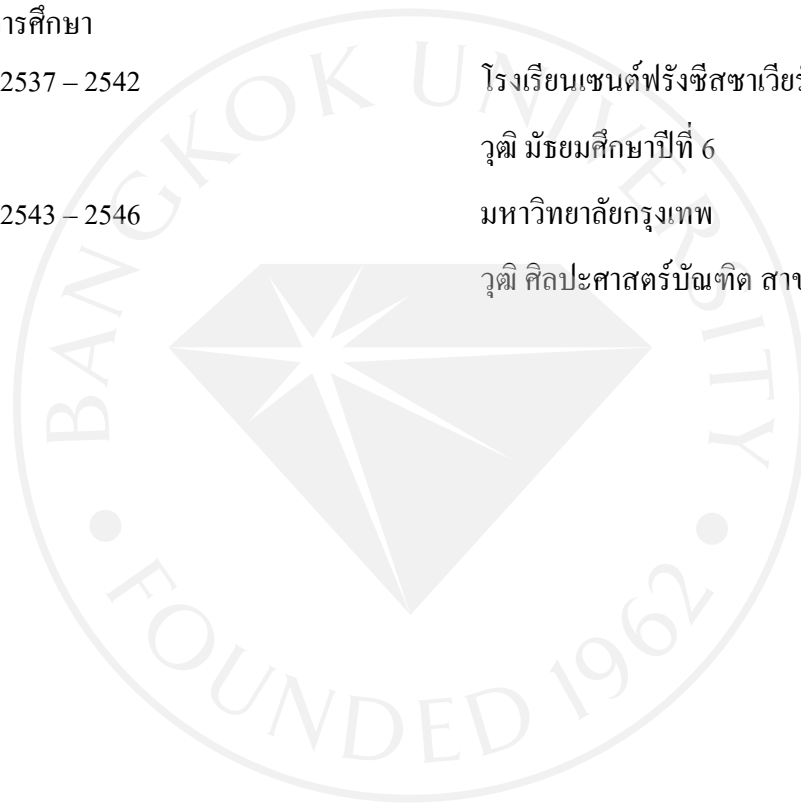 ารศึกษา
2537 – 2542 โรงเรียนเซนต์ฟรังซีสซาเวียร์
วุฒิ มัธยมศึกษาปีที่ 6
2543 – 2546 มหาวิทยาลัยกรุงเทพ
วุฒิ ศิลปะศาสตร์บัณฑิต
BANGKOK UNIVERSITY
• FOUNDED 1962 •